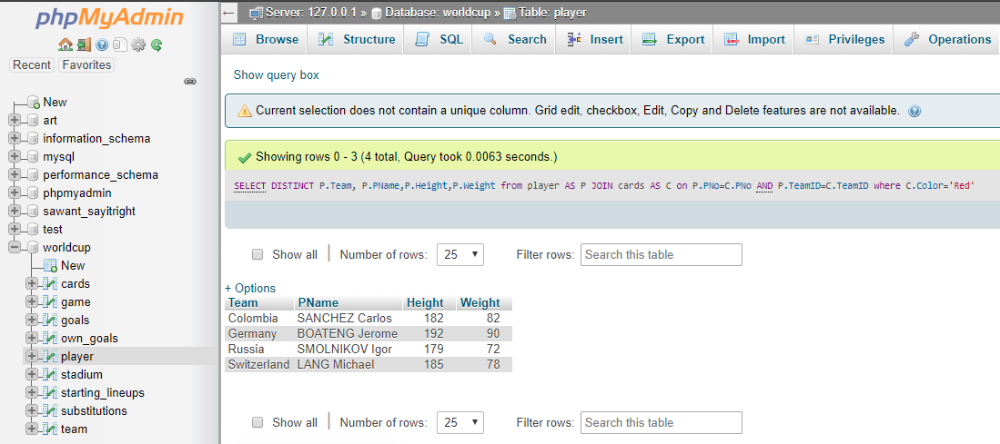 phpMyAdmin
Recent Favorites
New
art
information_schema
mysql
performance_schema
phpmyadmin
sawant_sayitright
test
worldcup
New
cards
game
goals
own_goals
player
stadium
starting_lineups
substitutions
team
Server: 127.0.0.1 » Database: worldcup » Table: player
Browse Structure SQL Search Insert Export Import Privileges Operations
Show query box
Current selection does not contain a unique column. Grid edit, checkbox, Edit, Copy and Delete features are not available.
Showing rows 0 - 3 (4 total, Query took 0.0063 seconds.)
SELECT DISTINCT P.Team, P.PName,P.Height,P.Weight from player AS P JOIN cards AS C on P.PNo=C.PNo AND P.TeamID=C.TeamID where C.Color='Red'
Show all | Number of rows: 25 Filter rows: Search this table
+ Options
Team PName Height Weight
Colombia SANCHEZ Carlos 182 82
Germany BOATENG Jerome 192 90
Russia SMOLNIKOV Igor 179 72
Switzerland LANG Michael 185 78
Show all | Number of rows: 25 Filter rows: Search this table